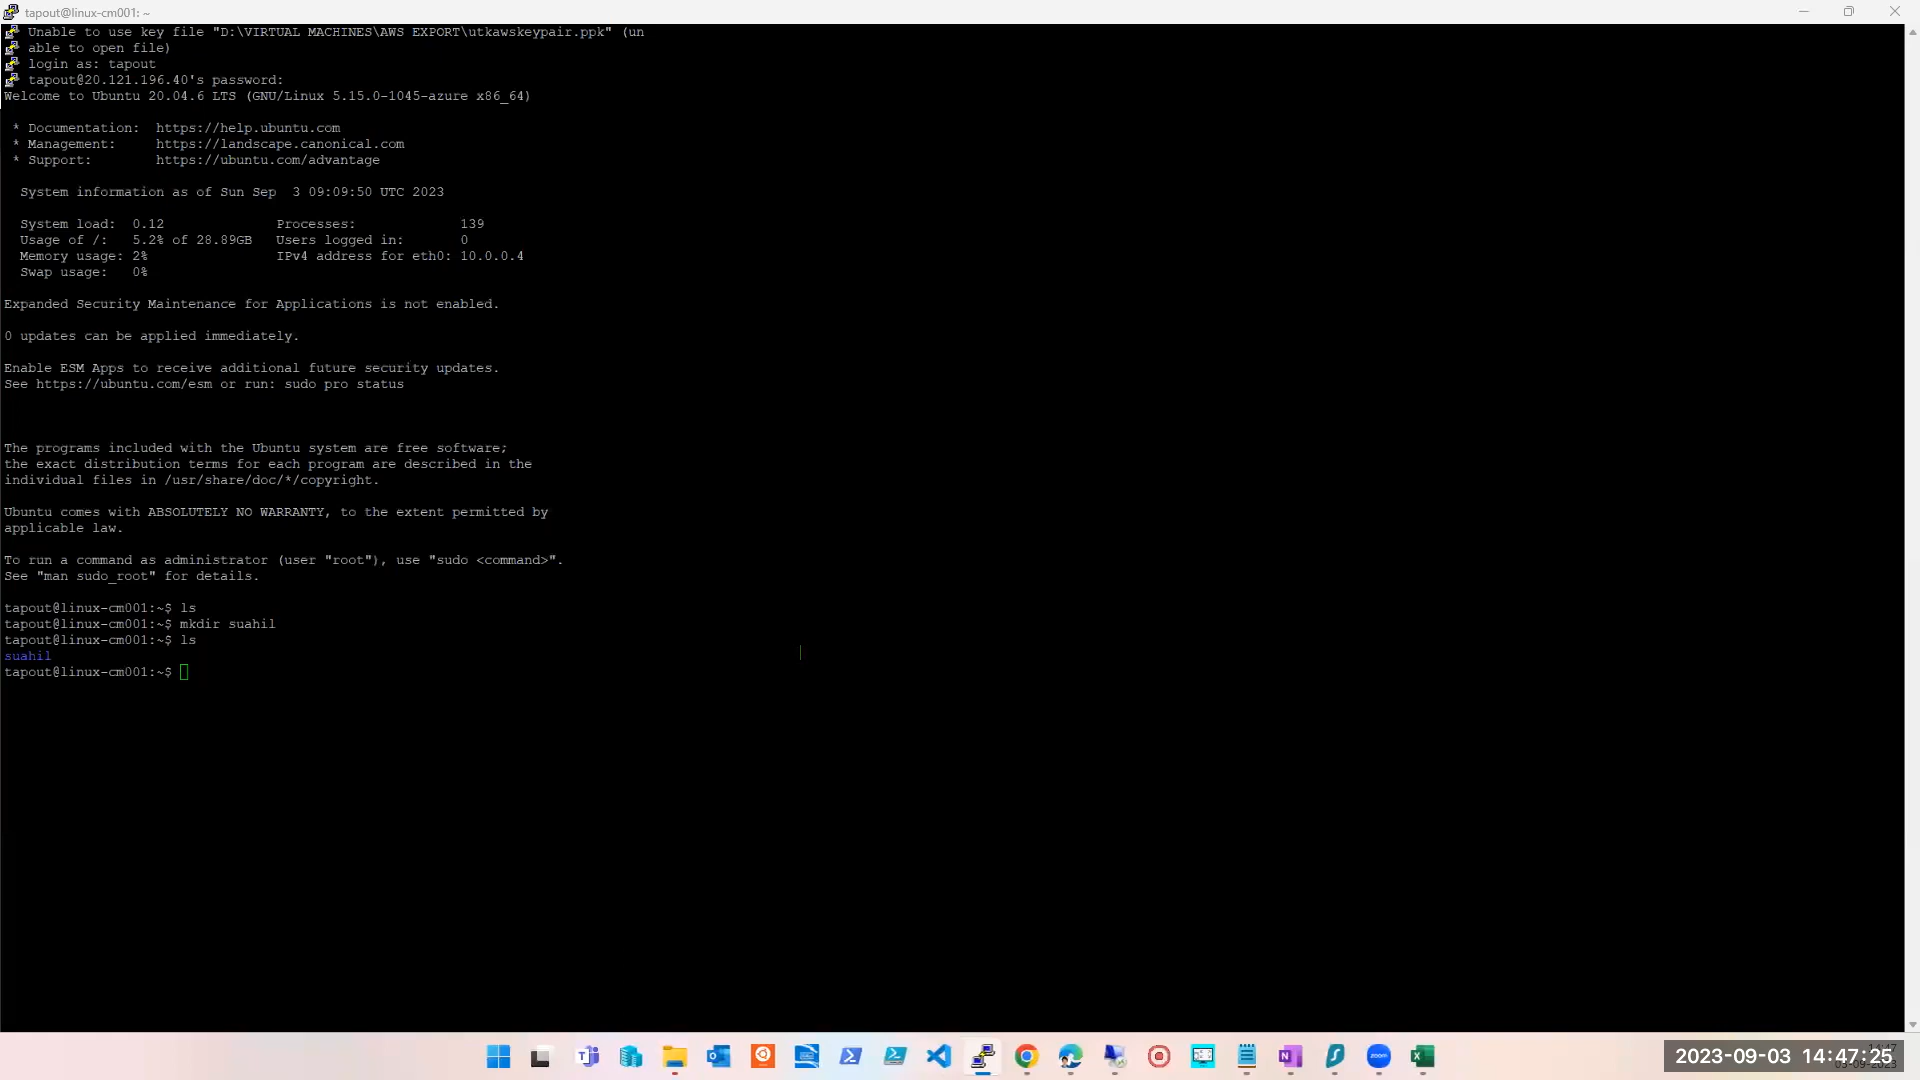 tapout@linux-cm001: ~
Unable to use key file "D:\VIRTUAL MACHINES\AWS EXPORT\utkawskeypair.ppk" (un
able to open file)
login as: tapout
tapout@20.121.196.40's password:
Welcome to Ubuntu 20.04.6 LTS (GNU/Linux 5.15.0-1045-azure x86_64)
* Documentation:  https://help.ubuntu.com
* Management:     https://landscape.canonical.com
* Support:        https://ubuntu.com/advantage
System information as of Sun Sep  3 09:09:50 UTC 2023
System load:  0.12              Processes:             139
Usage of /:   5.2% of 28.89GB   Users logged in:       0
Memory usage: 2%                IPv4 address for eth0: 10.0.0.4
Swap usage:   0%
Expanded Security Maintenance for Applications is not enabled.
0 updates can be applied immediately.
Enable ESM Apps to receive additional future security updates.
See https://ubuntu.com/esm or run: sudo pro status
The programs included with the Ubuntu system are free software;
the exact distribution terms for each program are described in the
individual files in /usr/share/doc/*/copyright.
Ubuntu comes with ABSOLUTELY NO WARRANTY, to the extent permitted by
applicable law.
To run a command as administrator (user "root"), use "sudo <command>".
See "man sudo_root" for details.
tapout@linux-cm001:~$ ls
tapout@linux-cm001:~$ mkdir suahil
tapout@linux-cm001:~$ ls
suahil
tapout@linux-cm001:~$
2023-09-03 14:47:25